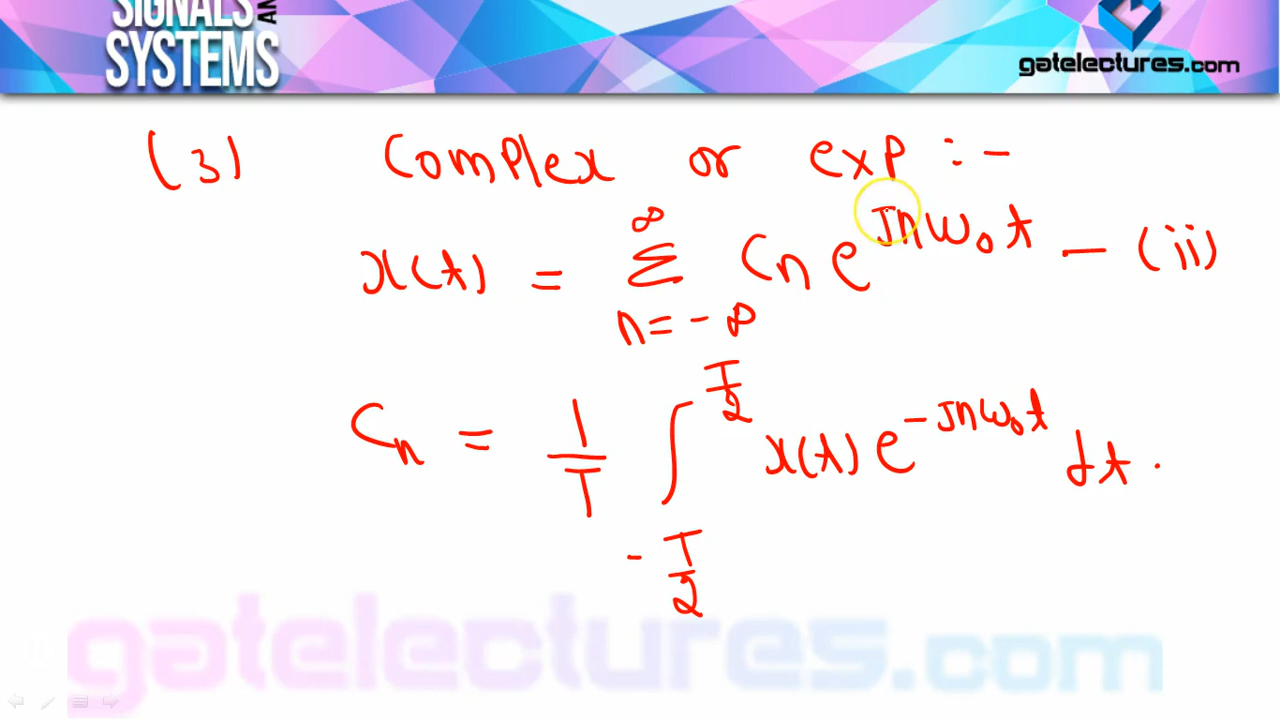 SIGNALS AND
SYSTEMS
gatelectures.com
(3) Complex or exp :-
x(t) = ∞ Σ n=-∞ Cn e^{Jnω₀t} - (ii)
Cn = 1/T ∫_{-T/2}^{T/2} x(t) e^{-Jnω₀t} dt.
gatelectures.com